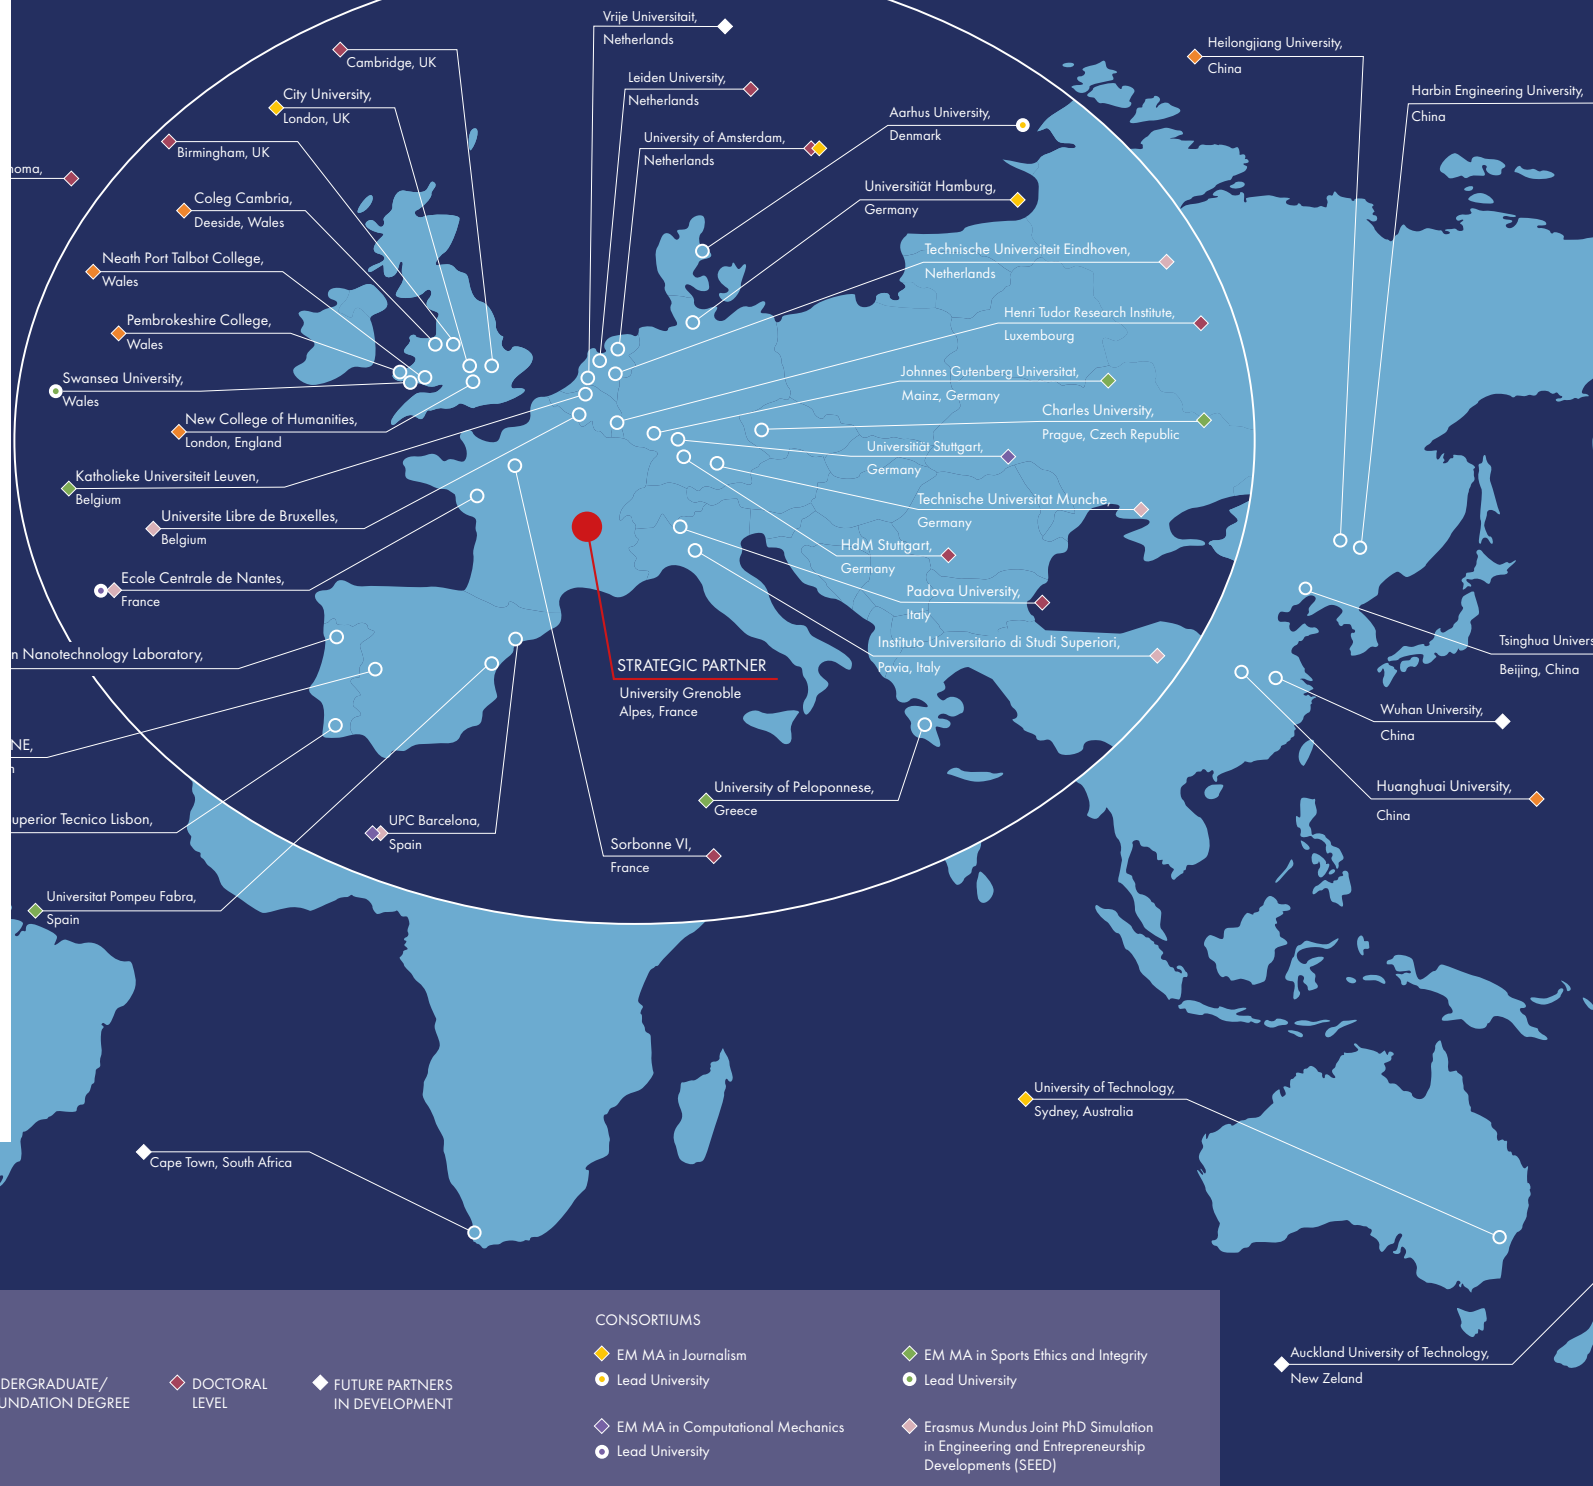 Vrije Universitait,
Netherlands
Cambridge, UK
Leiden University,
Netherlands
City University,
London, UK
University of Amsterdam,
Netherlands
Aarhus University,
Denmark
Heilongjiang University,
China
Harbin Engineering University,
China
Birmingham, UK
Universitiät Hamburg,
Germany
Coleg Cambria,
Deeside, Wales
Technische Universiteit Eindhoven,
Netherlands
Neath Port Talbot College,
Wales
Henri Tudor Research Institute,
Luxembourg
Pembrokeshire College,
Wales
Johnnes Gutenberg Universitat,
Mainz, Germany
Swansea University,
Wales
Charles University,
Prague, Czech Republic
New College of Humanities,
London, England
Universitiät Stuttgart,
Germany
Katholieke Universiteit Leuven,
Belgium
Technische Universitat Munche,
Germany
Universite Libre de Bruxelles,
Belgium
HdM Stuttgart,
Germany
Ecole Centrale de Nantes,
France
Padova University,
Italy
Instituto Universitario di Studi Superiori,
Pavia, Italy
Nanotechnology Laboratory,
STRATEGIC PARTNER
University Grenoble
Alpes, France
Tsinghua
Beijing, China
Wuhan University,
China
Huanghuai University,
China
University of Peloponnese,
Greece
Tecnico Lisbon,
UPC Barcelona,
Spain
Sorbonne VI,
France
Universitat Pompeu Fabra,
Spain
University of Technology,
Sydney, Australia
Cape Town, South Africa
Auckland University of Technology,
New Zeland
DEGREE
DOCTORAL
LEVEL
FUTURE PARTNERS
IN DEVELOPMENT
CONSORTIUMS
EM MA in Journalism
Lead University
EM MA in Computational Mechanics
Lead University
EM MA in Sports Ethics and Integrity
Lead University
Erasmus Mundus Joint PhD Simulation
in Engineering and Entrepreneurship
Developments (SEED)